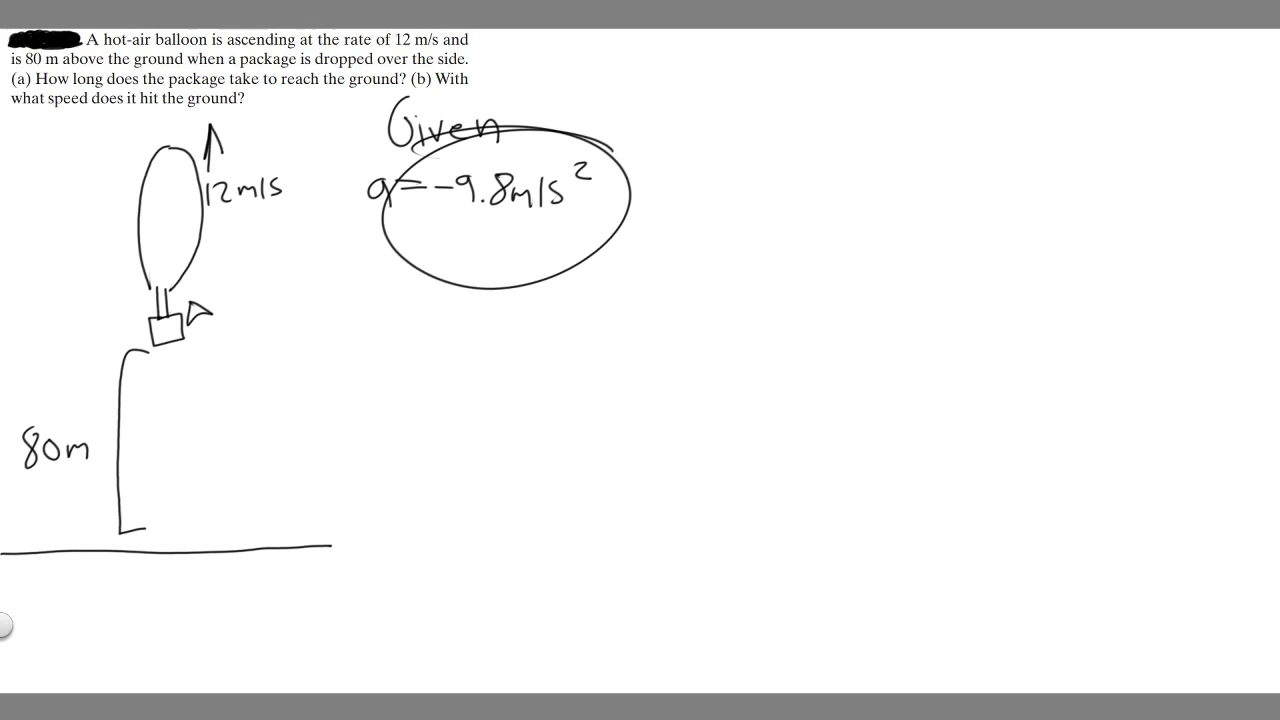 A hot-air balloon is ascending at the rate of 12 m/s and
is 80 m above the ground when a package is dropped over the side.
(a) How long does the package take to reach the ground? (b) With
what speed does it hit the ground?
Given
12m/s
g=-9.8m/s²
80m